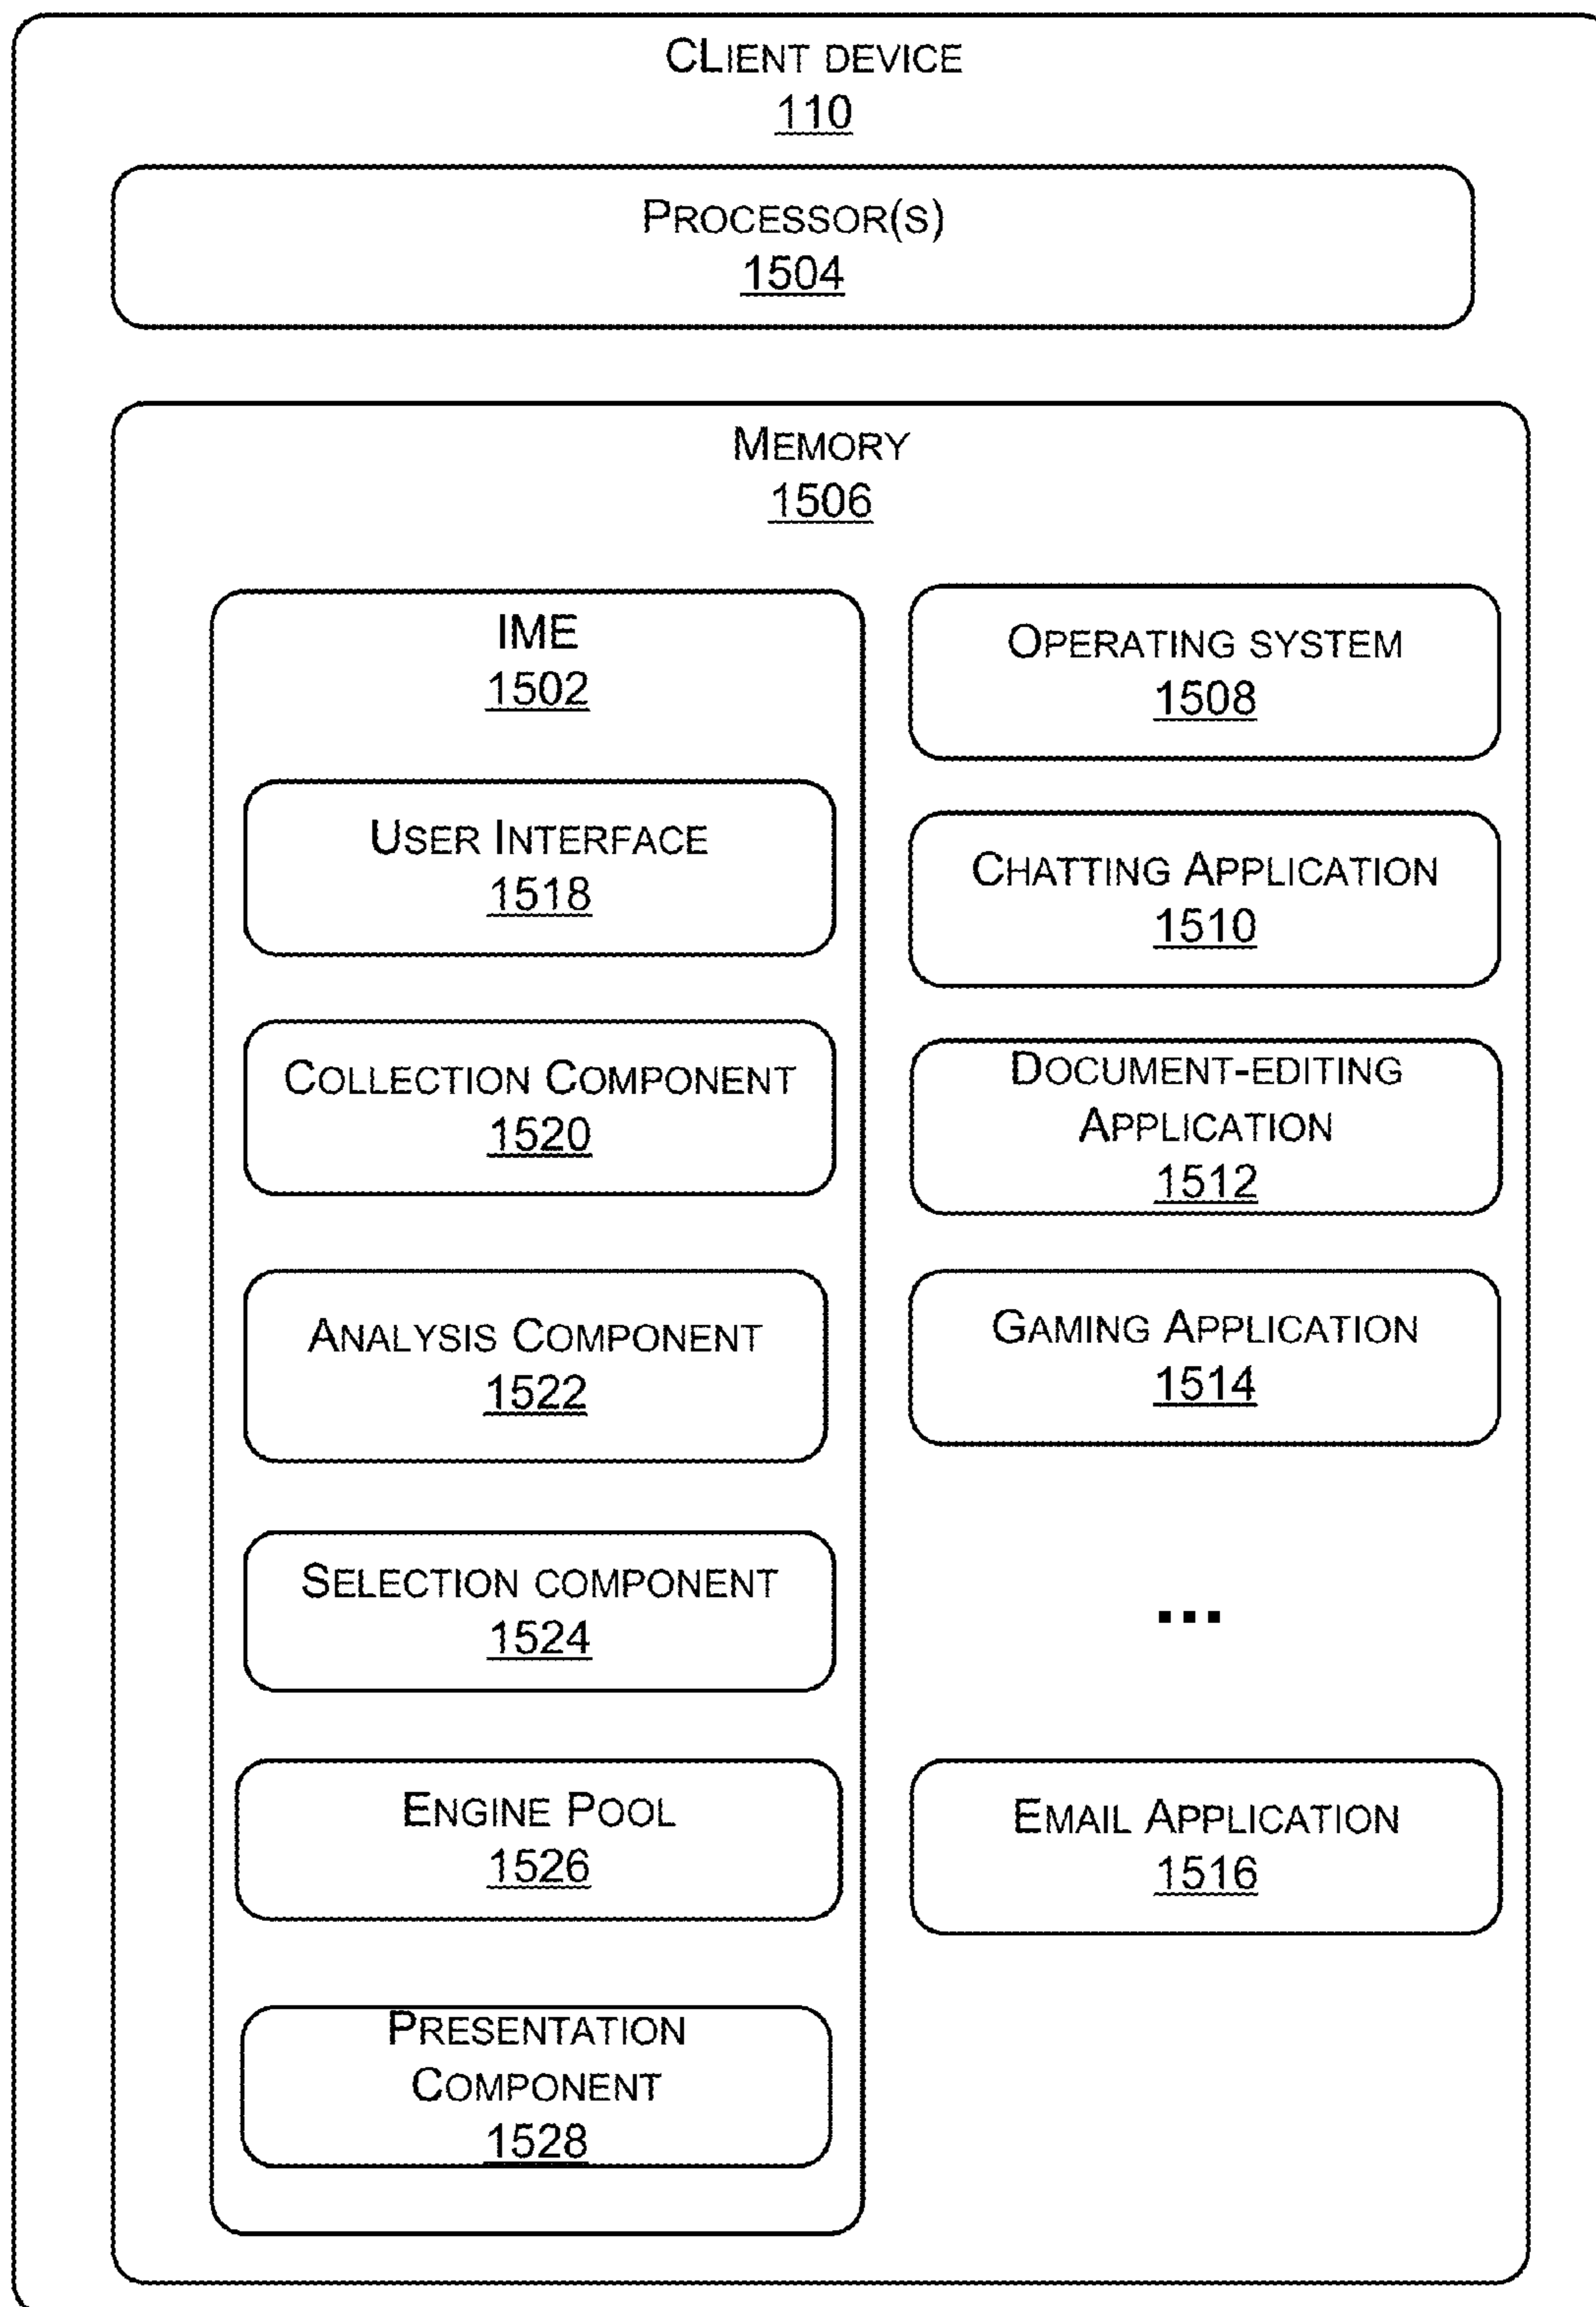 CLIENT DEVICE
110
PROCESSOR(S)
1504
MEMORY
1506
IME
1502
USER INTERFACE
1518
COLLECTION COMPONENT
1520
ANALYSIS COMPONENT
1522
SELECTION COMPONENT
1524
ENGINE POOL
1526
PRESENTATION
COMPONENT
1528
OPERATING SYSTEM
1508
CHATTING APPLICATION
1510
DOCUMENT-EDITING
APPLICATION
1512
GAMING APPLICATION
1514
...
EMAIL APPLICATION
1516